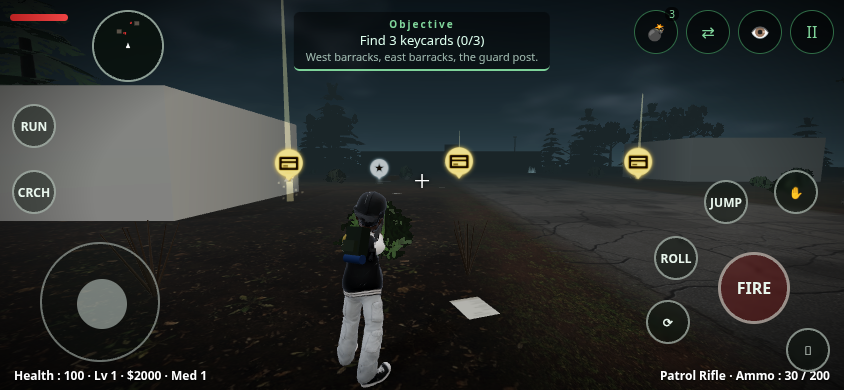 Objective
Find 3 keycards (0/3)
West barracks, east barracks, the guard post.
3
II
RUN
CRCH
JUMP
ROLL
FIRE
Health : 100 · Lv 1 · $2000 · Med 1
Patrol Rifle · Ammo : 30 / 200